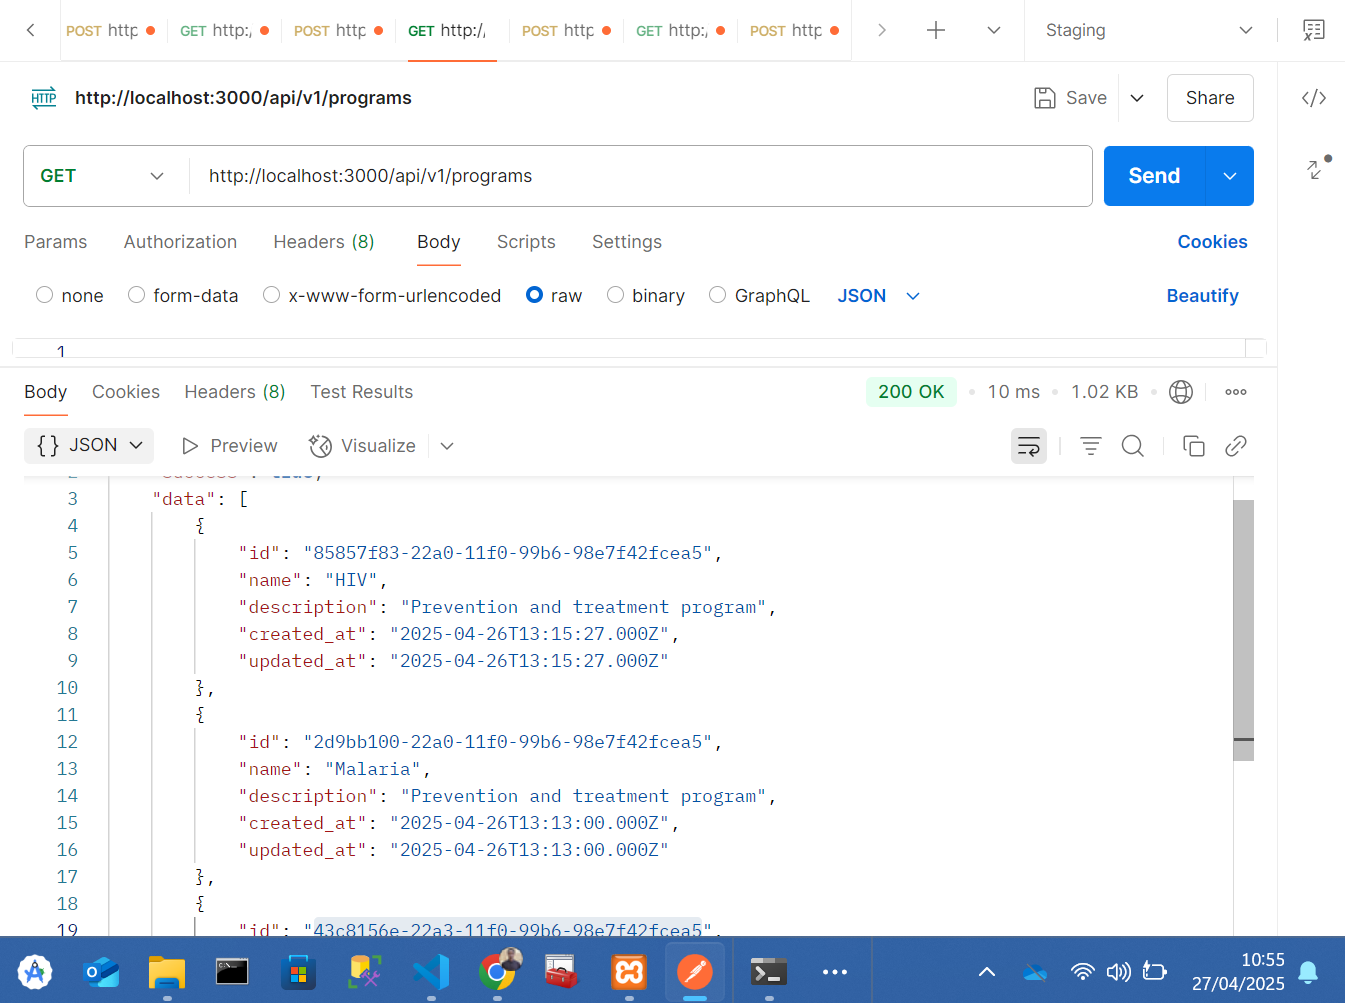 POST http GET http:/ POST http GET http:// POST http GET http:/ POST http Staging
HTTP http://localhost:3000/api/v1/programs Save Share
GET http://localhost:3000/api/v1/programs Send
Params Authorization Headers (8) Body Scripts Settings Cookies
none form-data x-www-form-urlencoded raw binary GraphQL JSON Beautify
1
Body Cookies Headers (8) Test Results 200 OK 10 ms 1.02 KB
{} JSON Preview Visualize
3 "data": [
4 {
5 "id": "85857f83-22a0-11f0-99b6-98e7f42fcea5",
6 "name": "HIV",
7 "description": "Prevention and treatment program",
8 "created_at": "2025-04-26T13:15:27.000Z",
9 "updated_at": "2025-04-26T13:15:27.000Z"
10 },
11 {
12 "id": "2d9bb100-22a0-11f0-99b6-98e7f42fcea5",
13 "name": "Malaria",
14 "description": "Prevention and treatment program",
15 "created_at": "2025-04-26T13:13:00.000Z",
16 "updated_at": "2025-04-26T13:13:00.000Z"
17 },
18 {
19 "id": "43c8156e-22a3-11f0-99b6-98e7f42fcea5",
10:55
27/04/2025